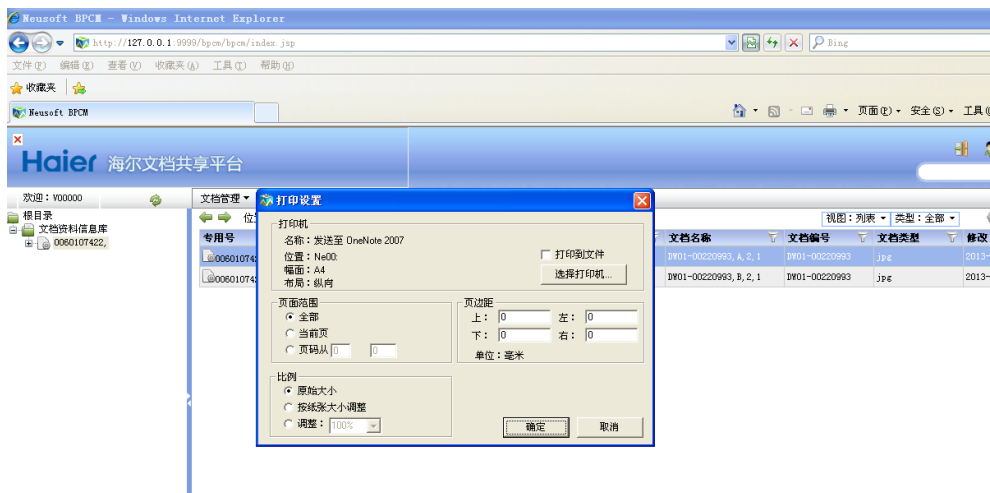 Neusoft BPCM - Windows Internet Explorer
http://127.0.0.1:9999/bpcm/bpcm/index.jsp
Bing
文件(F) 编辑(E) 查看(V) 收藏夹(A) 工具(T) 帮助(H)
收藏夹
Neusoft BPCM
页面(P) 安全(S) 工具(
Haier 海尔文档共享平台
欢迎：V00000
文档管理
根目录
文档资料信息库
0060107422,
位
视图：列表 类型：全部
专用号 文档名称 文档编号 文档类型 修改
006010742 DW01-00220993,A,2,1 DW01-00220993 jpg 2013-
006010742 DW01-00220993,B,2,1 DW01-00220993 jpg 2013-
打印设置
打印机
名称：发送至 OneNote 2007
位置：Ne00:
幅面：A4
布局：纵向
打印到文件
选择打印机...
页面范围
全部
当前页
页码从 0 0
页边距
上： 0 左： 0
下： 0 右： 0
单位：毫米
比例
原始大小
按纸张大小调整
调整： 100%
确定 取消